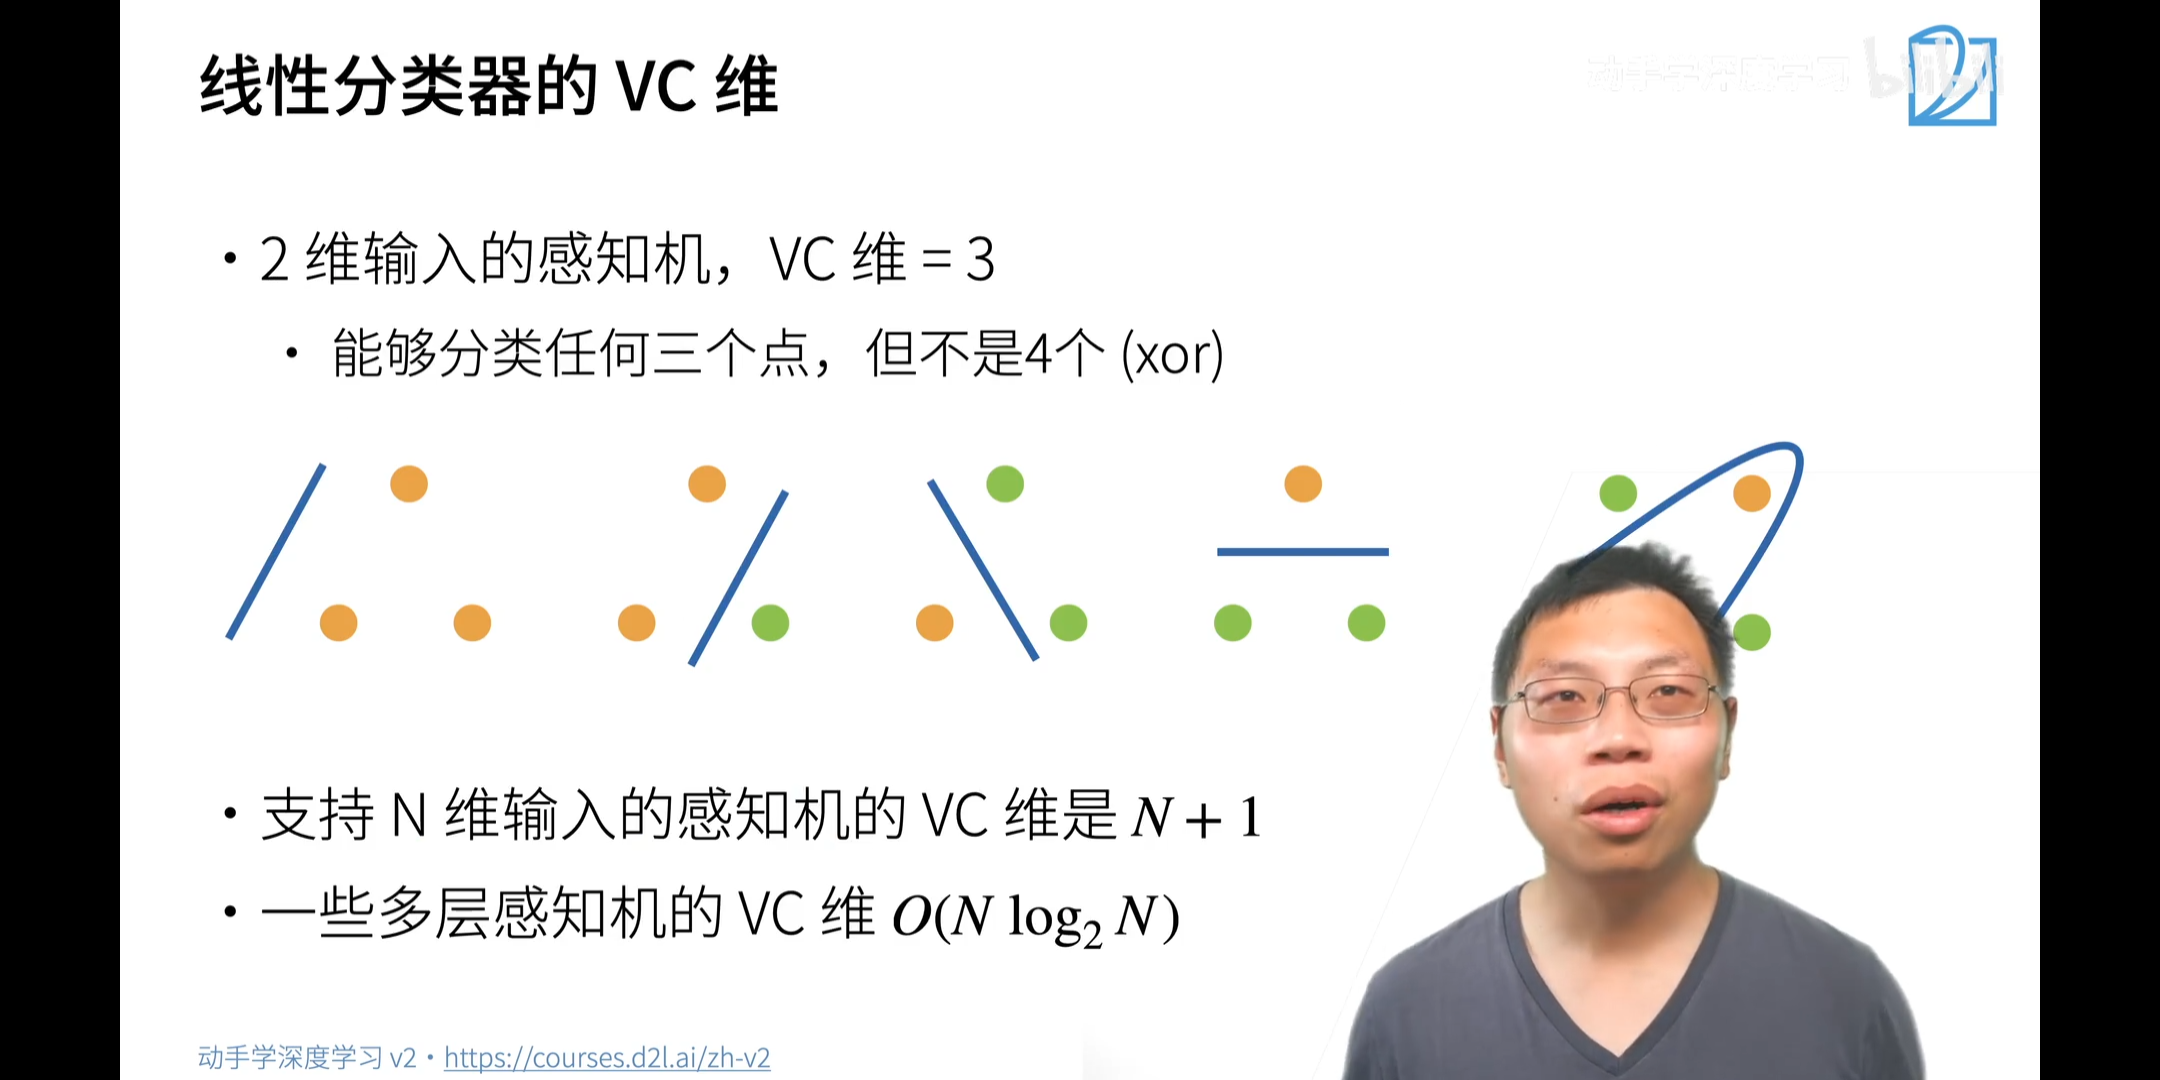 线性分类器的 VC 维
动手学深度学习 bilibili
• 2 维输入的感知机，VC 维 = 3
• 能够分类任何三个点，但不是4个 (xor)
• 支持 N 维输入的感知机的 VC 维是 N + 1
• 一些多层感知机的 VC 维 O(N log₂ N)
动手学深度学习 v2 • https://courses.d2l.ai/zh-v2